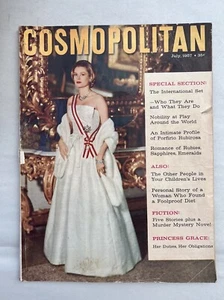 COSMOPOLITAN
July, 1957 • 35¢
SPECIAL SECTION:
The International Set
—Who They Are
and What They Do
Nobility at Play
Around the World
An Intimate Profile
of Porfirio Rubirosa
Romance of Rubies
Sapphires, Emeralds
ALSO:
The Other People in
Your Children's Lives
Personal Story of a
Woman Who Found
a Foolproof Diet
FICTION:
Five Stories plus a
Murder Mystery Novel
PRINCESS GRACE:
Her Duties, Her Obligations